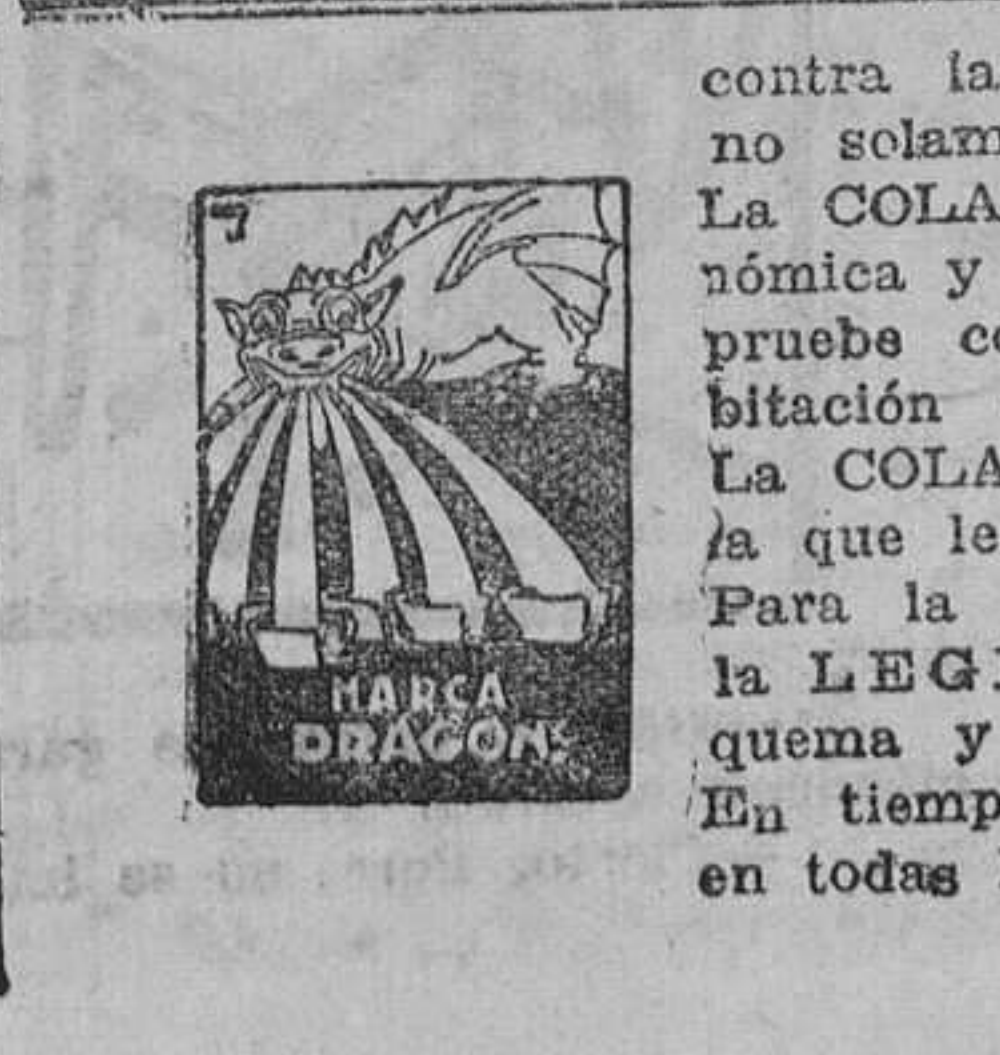 MARCA
"DRAGON"
contra la
no solam
La COLA
nómica y
pruebe co
bitación
La COLA
la que le
Para la
la LEG
quema y
En tiemp
en todas